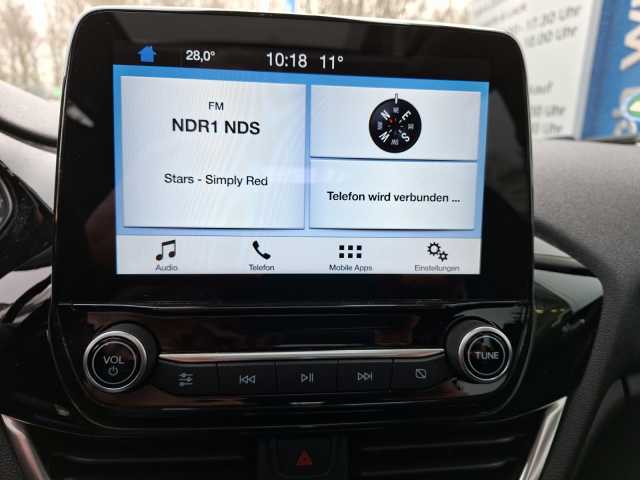 28,0°
10:18 11°
FM
NDR1 NDS
Stars - Simply Red
N
E
S
W
Telefon wird verbunden ...
Audio
Telefon
Mobile Apps
Einstellungen
VOL
TUNE